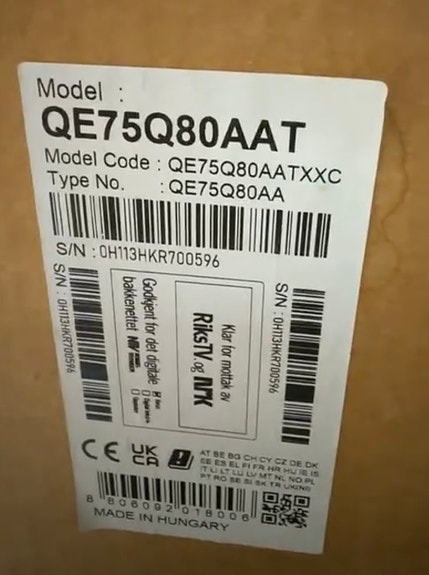 Model :
QE75Q80AAT
Model Code : QE75Q80AATXXC
Type No. : QE75Q80AA
S/N : 0H113HKR700596
S/N : 0H113HKR700596
Godkjent for det digitale
bakkenettet
Klar for mottak av
RiksTV og NRK
S/N : 0H113HKR700596
CE UK
CA
AT BE BG CH CY CZ DE DK
EE ES EL FI FR HR HU IE IS
IT LI LT LU LV MT NL NO PL
PT RO SE SI SK TR UK(NI)
8 806092 018006
MADE IN HUNGARY